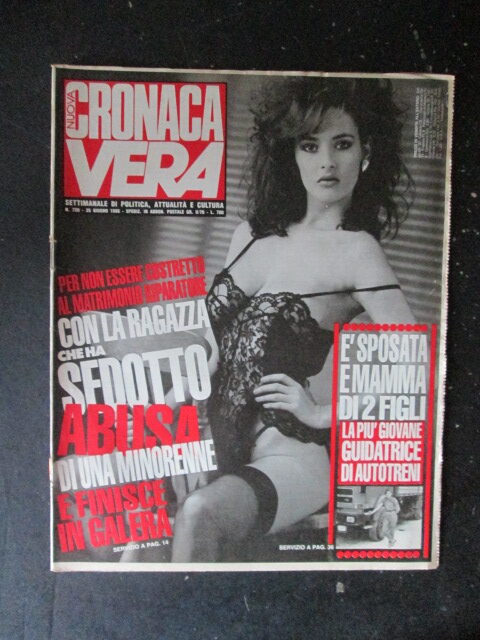 NUOVA
CRONACA
VERA
SETTIMANALE DI POLITICA, ATTUALITÀ E CULTURA
PER NON ESSERE COSTRETTO
AL MATRIMONIO RIPARATORE
CON LA RAGAZZA
CHE HA
SEDOTTO
ABUSA
DI UNA MINORENNE
E FINISCE
IN GALERA
SERVIZIO A PAG. 14
E' SPOSATA
E MAMMA
DI 2 FIGLI
LA PIU' GIOVANE
GUIDATRICE
DI AUTOTRENI
SERVIZIO A PAG. 36